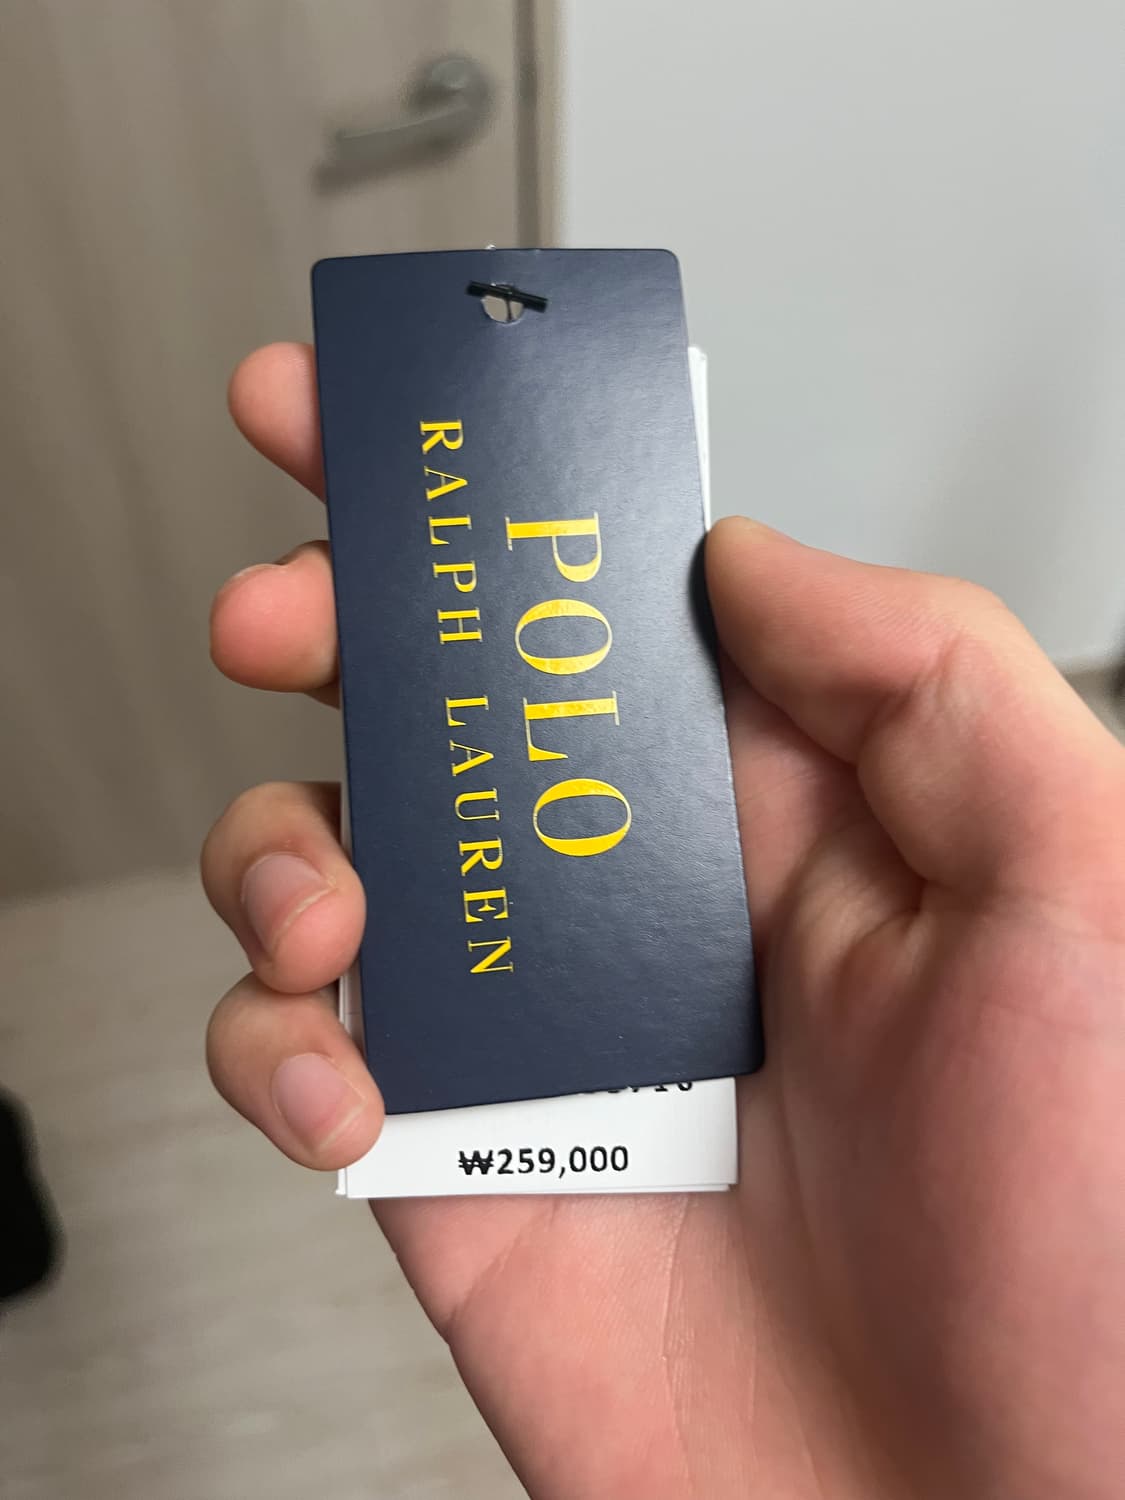 POLO
RALPH LAUREN
₩259,000